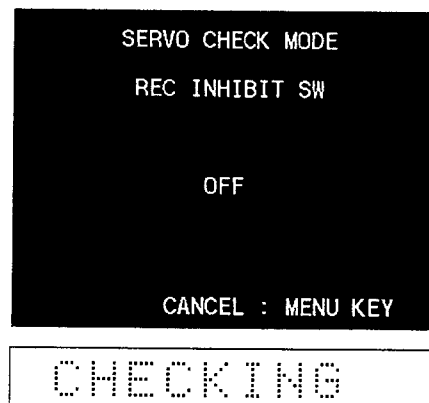 SERVO CHECK MODE
REC INHIBIT SW
OFF
CANCEL : MENU KEY
CHECKING